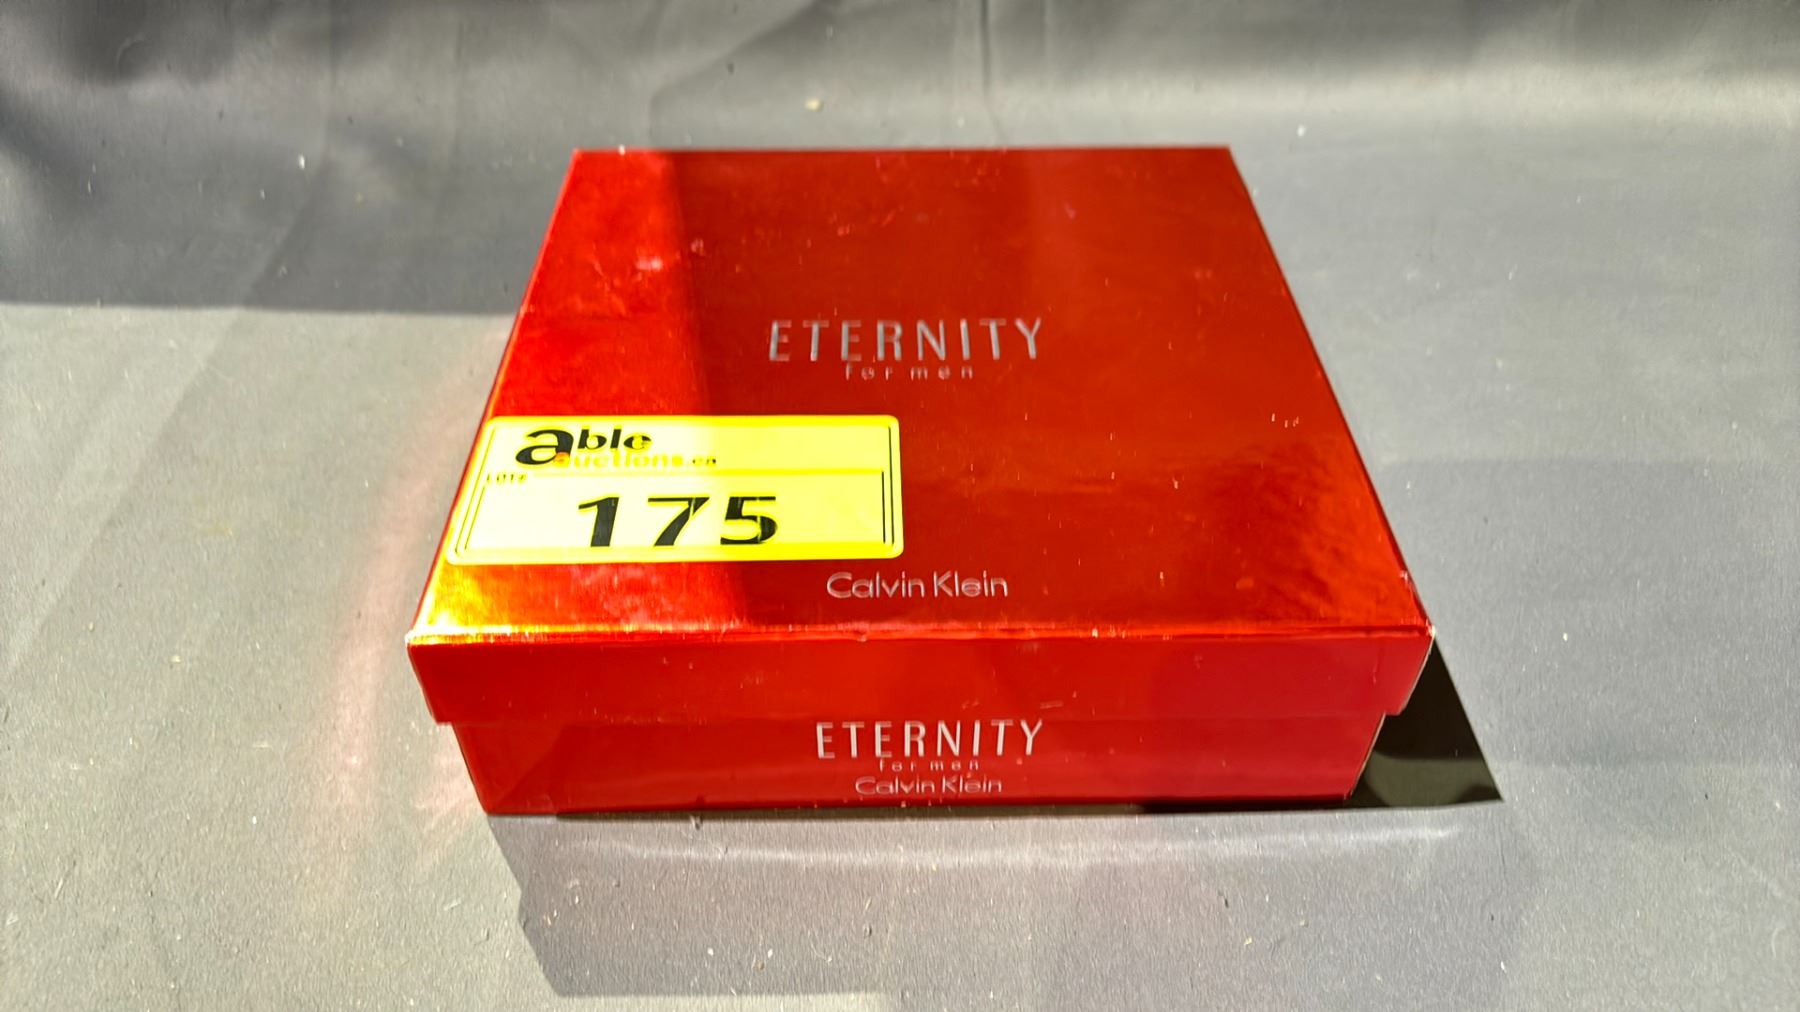 ETERNITY
for men
able
auctions.ca
LOT#
175
Calvin Klein
ETERNITY
for men
Calvin Klein